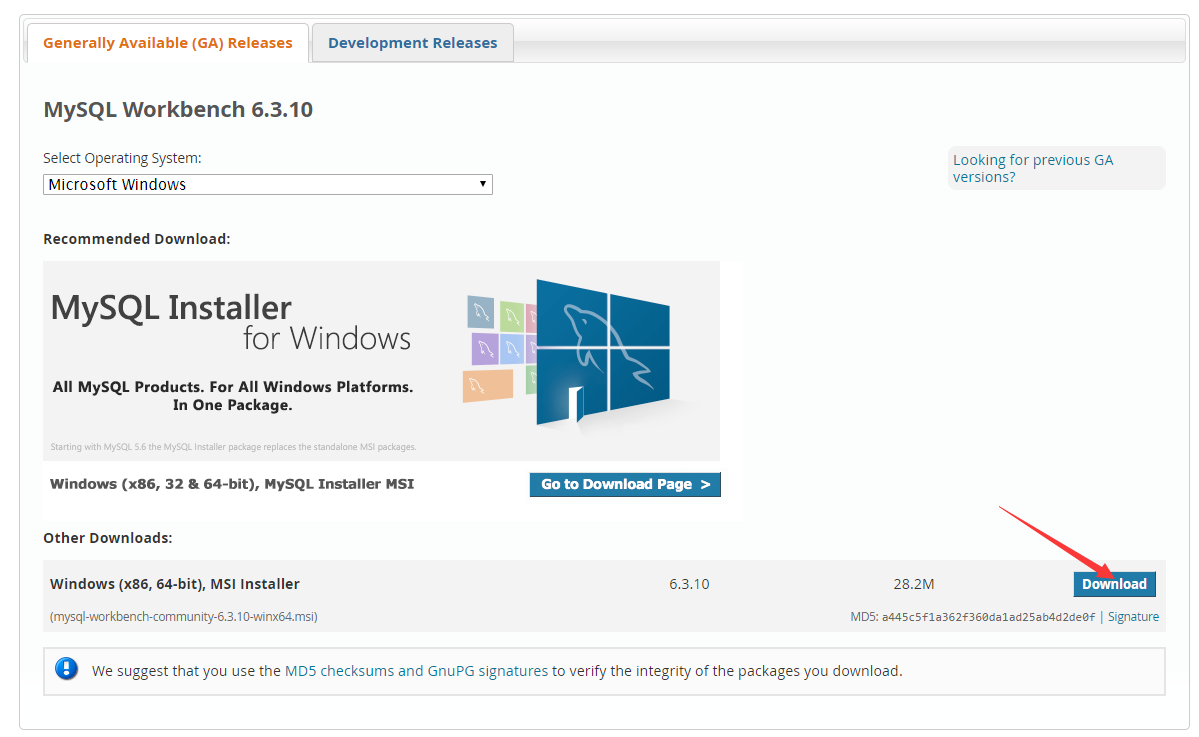 Generally Available (GA) Releases
Development Releases
MySQL Workbench 6.3.10
Select Operating System:
Microsoft Windows
Looking for previous GA
versions?
Recommended Download:
MySQL Installer
for Windows
All MySQL Products. For All Windows Platforms.
In One Package.
Starting with MySQL 5.6 the MySQL Installer package replaces the standalone MSI packages.
Windows (x86, 32 & 64-bit), MySQL Installer MSI
Go to Download Page >
Other Downloads:
Windows (x86, 64-bit), MSI Installer
6.3.10
28.2M
Download
(mysql-workbench-community-6.3.10-winx64.msi)
MD5: a445c5f1a362f360da1ad25ab4d2de0f | Signature
We suggest that you use the MD5 checksums and GnuPG signatures to verify the integrity of the packages you download.